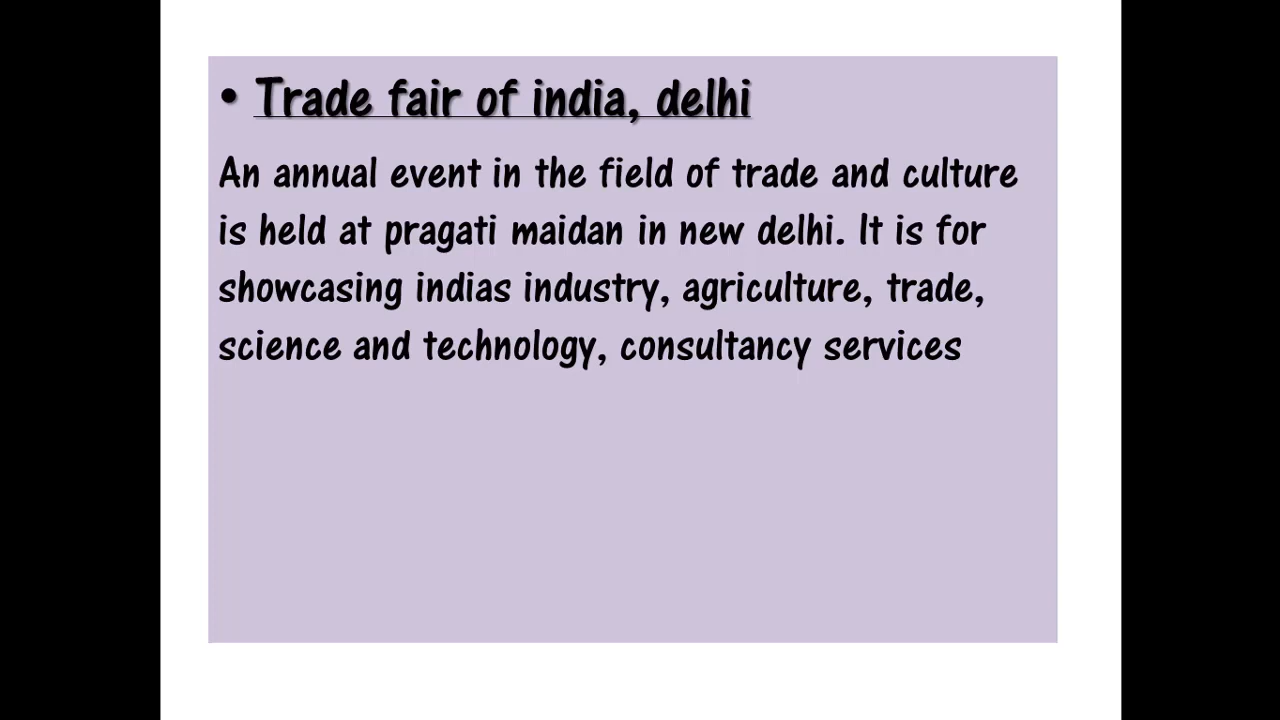 • Trade fair of india, delhi
An annual event in the field of trade and culture
is held at pragati maidan in new delhi. It is for
showcasing indias industry, agriculture, trade,
science and technology, consultancy services